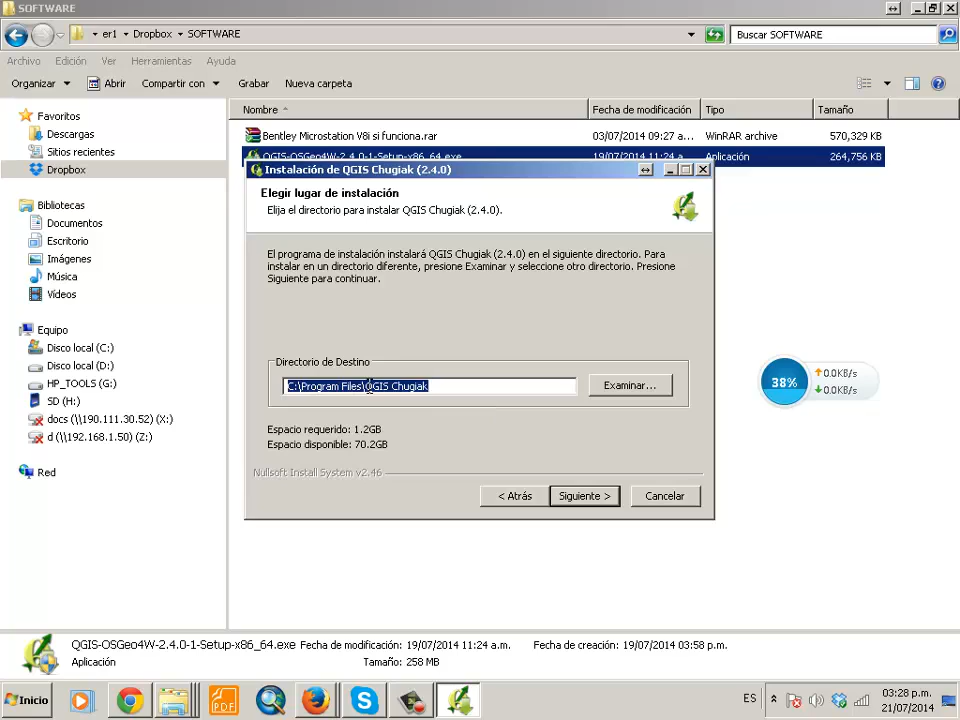 SOFTWARE
er1 Dropbox SOFTWARE
Buscar SOFTWARE
Archivo Edición Ver Herramientas Ayuda
Organizar Abrir Compartir con Grabar Nueva carpeta
Favoritos
Descargas
Sitios recientes
Dropbox
Bibliotecas
Documentos
Escritorio
Imágenes
Música
Vídeos
Equipo
Disco local (C:)
Disco local (D:)
HP_TOOLS (G:)
SD (H:)
docs (\\190.111.30.52) (X:)
d (\\192.168.1.50) (Z:)
Red
Nombre Fecha de modificación Tipo Tamaño
Bentley Microstation V8i si funciona.rar 03/07/2014 09:27 a... WinRAR archive 570,329 KB
QGIS-OSGeo4W-2.4.0-1-Setup-x86_64.exe 19/07/2014 11:24 a... Aplicación 264,756 KB
Instalación de QGIS Chugiak (2.4.0)
Elegir lugar de instalación
Elija el directorio para instalar QGIS Chugiak (2.4.0).
El programa de instalación instalará QGIS Chugiak (2.4.0) en el siguiente directorio. Para
instalar en un directorio diferente, presione Examinar y seleccione otro directorio. Presione
Siguiente para continuar.
Directorio de Destino
C:\Program Files\QGIS Chugiak
Examinar...
Espacio requerido: 1.2GB
Espacio disponible: 70.2GB
Nullsoft Install System v2.46
< Atrás Siguiente > Cancelar
38%
0.0KB/s
0.0KB/s
QGIS-OSGeo4W-2.4.0-1-Setup-x86_64.exe Fecha de modificación: 19/07/2014 11:24 a.m. Fecha de creación: 19/07/2014 03:58 p.m.
Aplicación Tamaño: 258 MB
Inicio
PDF
ES
03:28 p.m.
21/07/2014